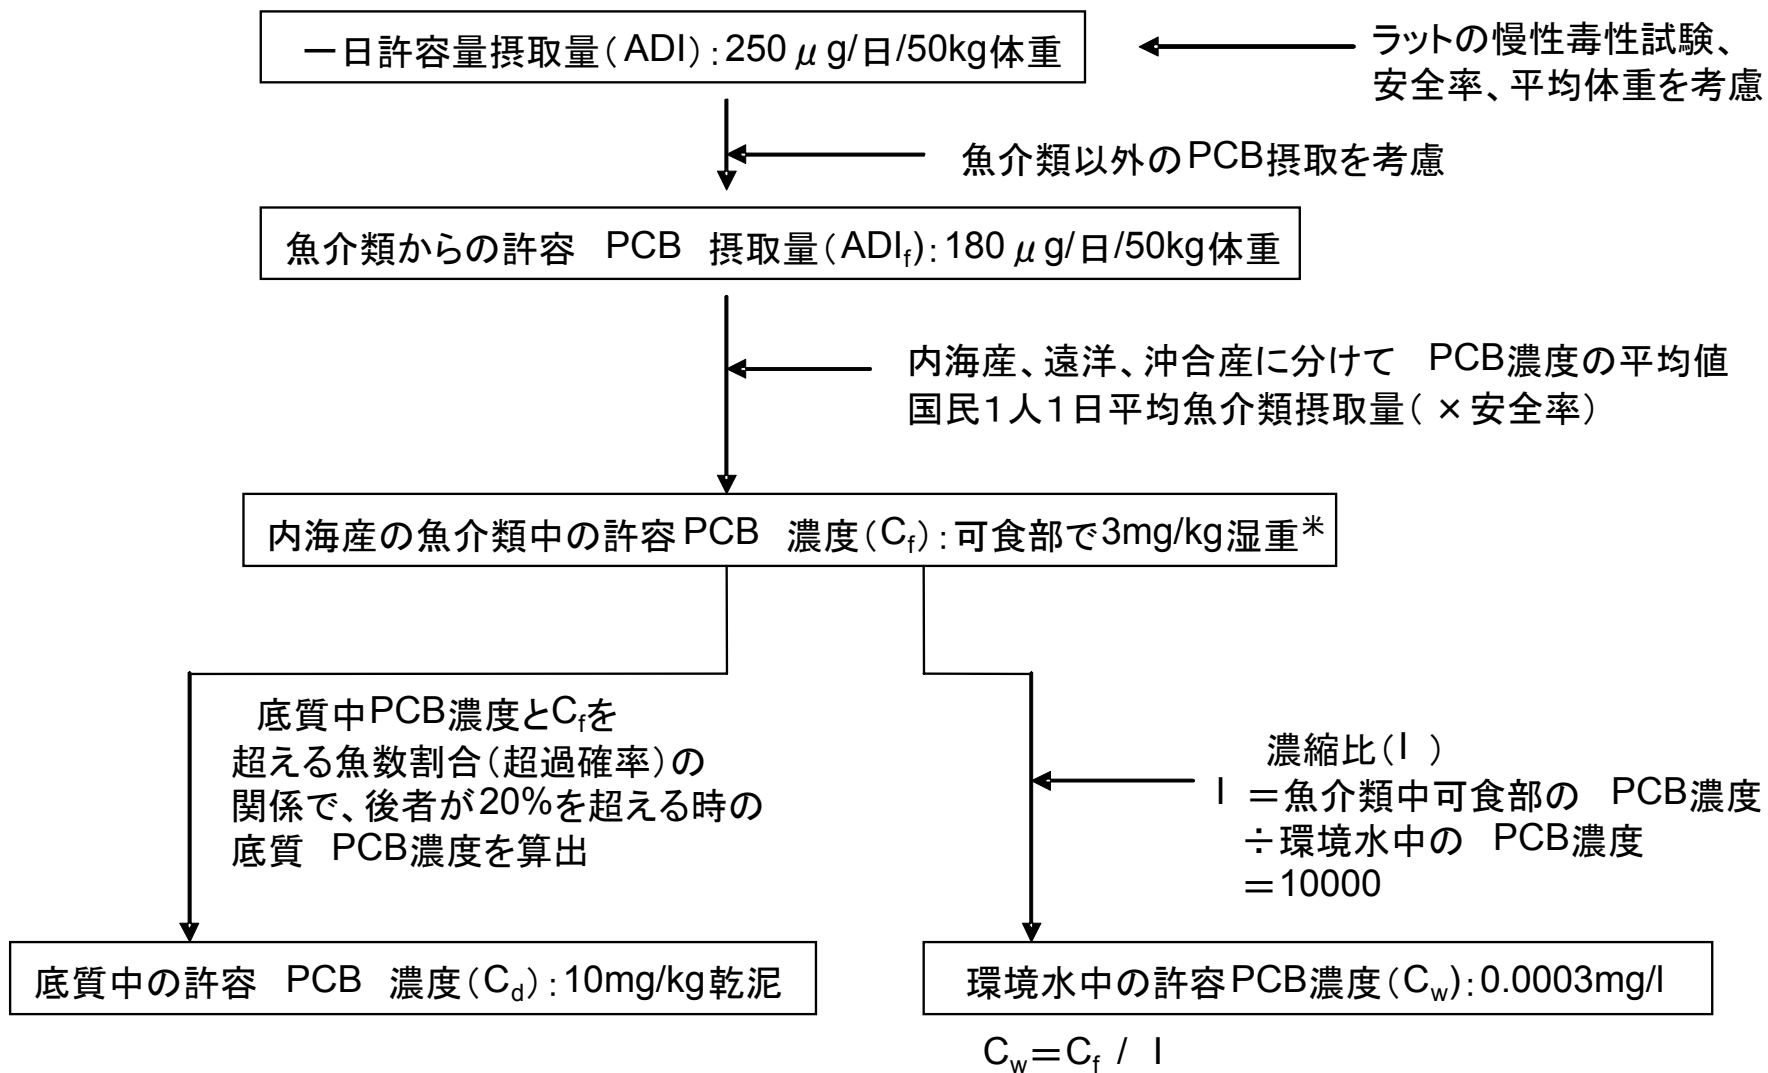 一日許容量摂取量（ADI）：250μg/日/50kg体重
ラットの慢性毒性試験、
安全率、平均体重を考慮
魚介類以外のPCB摂取を考慮
魚介類からの許容 PCB 摂取量（ADIf）：180μg/日/50kg体重
内海産、遠洋、沖合産に分けて PCB濃度の平均値
国民１人１日平均魚介類摂取量（×安全率）
内海産の魚介類中の許容PCB 濃度（Cf）：可食部で3mg/kg湿重*
底質中PCB濃度とCfを
超える魚数割合（超過確率）の
関係で、後者が20%を超える時の
底質 PCB濃度を算出
濃縮比（I ）
I ＝魚介類中可食部の PCB濃度
÷環境水中の PCB濃度
＝10000
底質中の許容 PCB 濃度（Cd）：10mg/kg乾泥
環境水中の許容PCB濃度（Cw）：0.0003mg/l
Cw＝Cf / I